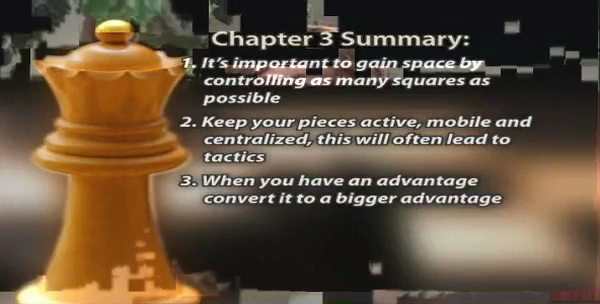 Chapter 3 Summary:
1. It's important to gain space by
controlling as many squares as
possible
2. Keep your pieces active, mobile and
centralized, this will often lead to
tactics
3. When you have an advantage
convert it to a bigger advantage